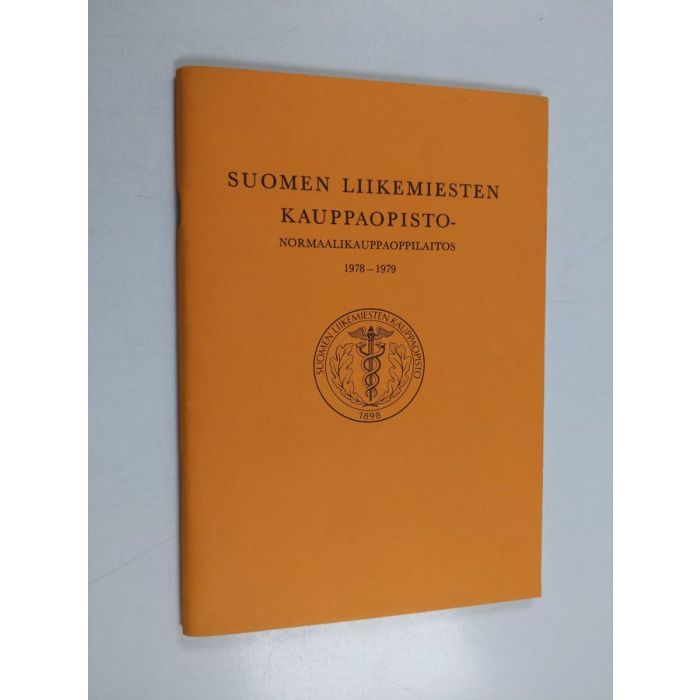 SUOMEN LIIKEMIESTEN
KAUPPAOPISTO-
NORMAALIKAUPPAOPPILAITOS
1978–1979
SUOMEN LIIKEMIESTEN KAUPPAOPISTO
1898